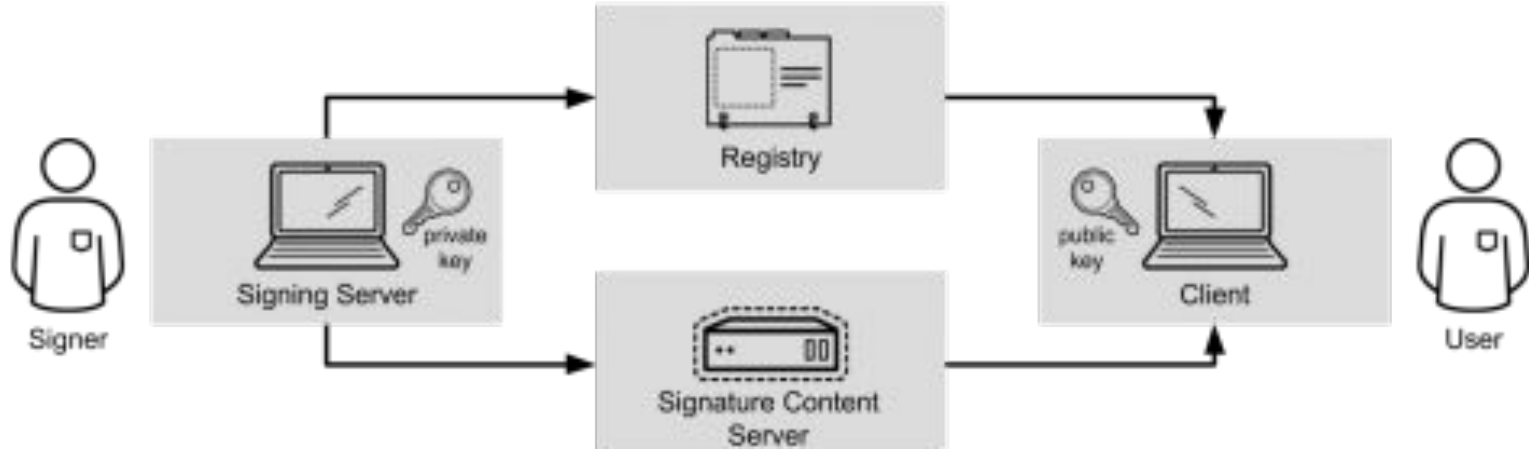 Registry
private
key
Signing Server
Signer
public
key
Client
User
Signature Content
Server